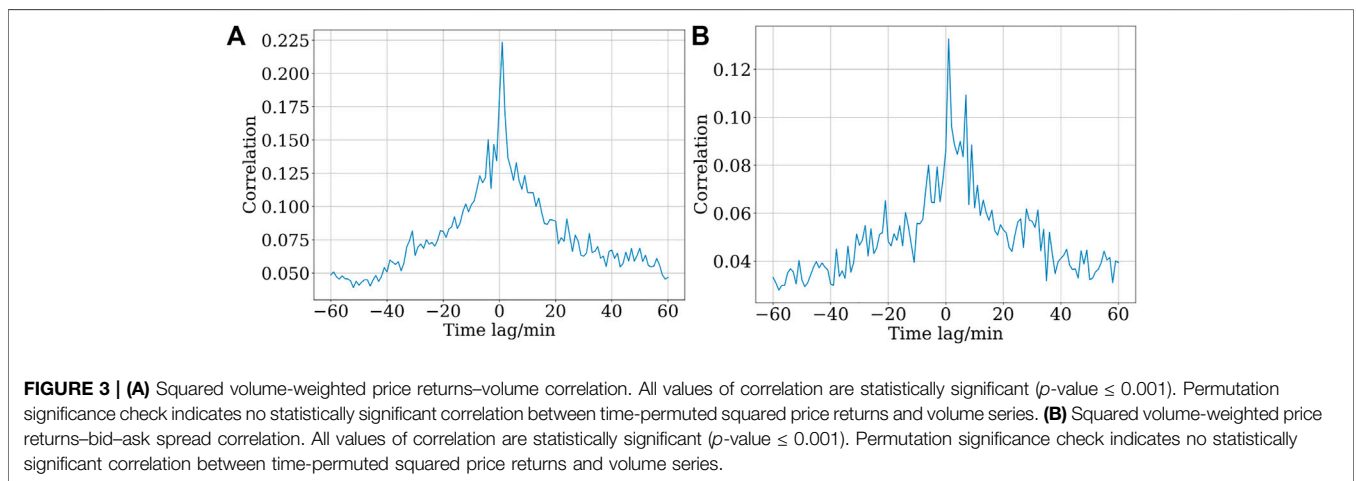 A
0.225
0.200
0.175
0.150
0.125
0.100
0.075
0.050
Correlation
−60 −40 −20 0 20 40 60
Time lag/min
B
0.12
0.10
0.08
0.06
0.04
Correlation
−60 −40 −20 0 20 40 60
Time lag/min
FIGURE 3 | (A) Squared volume-weighted price returns–volume correlation. All values of correlation are statistically significant (p-value ≤ 0.001). Permutation
significance check indicates no statistically significant correlation between time-permuted squared price returns and volume series. (B) Squared volume-weighted price
returns–bid–ask spread correlation. All values of correlation are statistically significant (p-value ≤ 0.001). Permutation significance check indicates no statistically
significant correlation between time-permuted squared price returns and volume series.